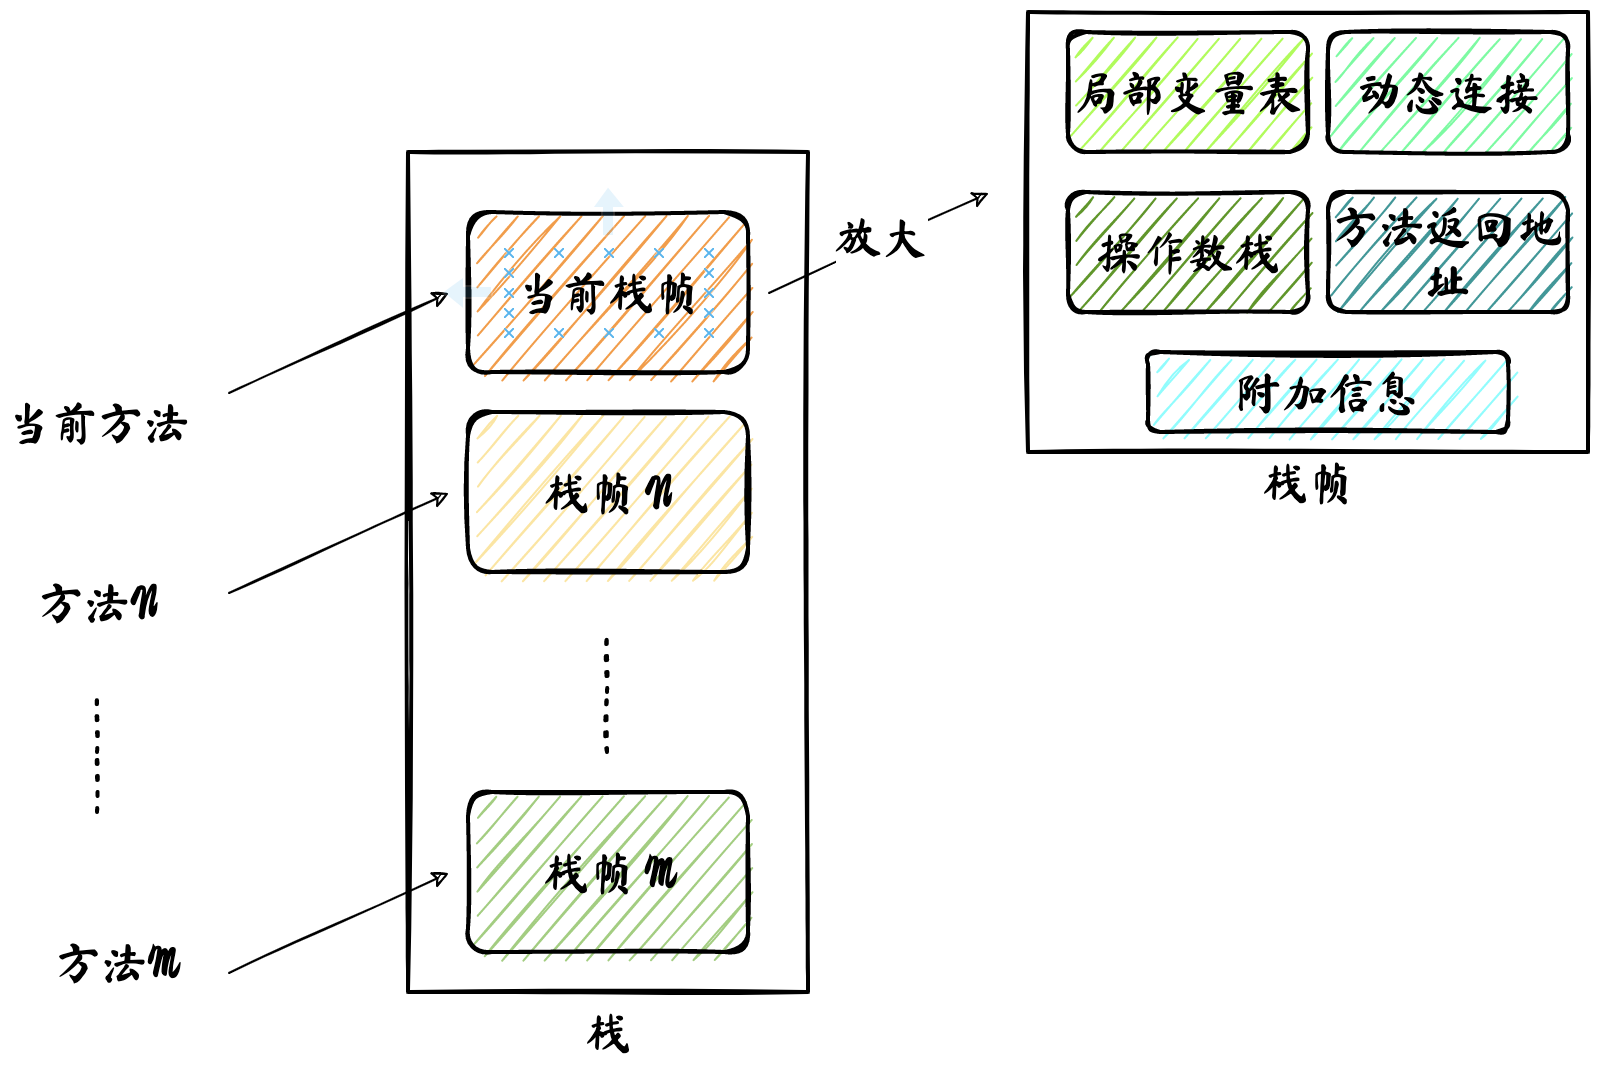 局部变量表
动态连接
操作数栈
方法返回地
址
附加信息
栈帧
放大
当前栈帧
当前方法
栈帧N
方法N
栈帧M
方法M
栈